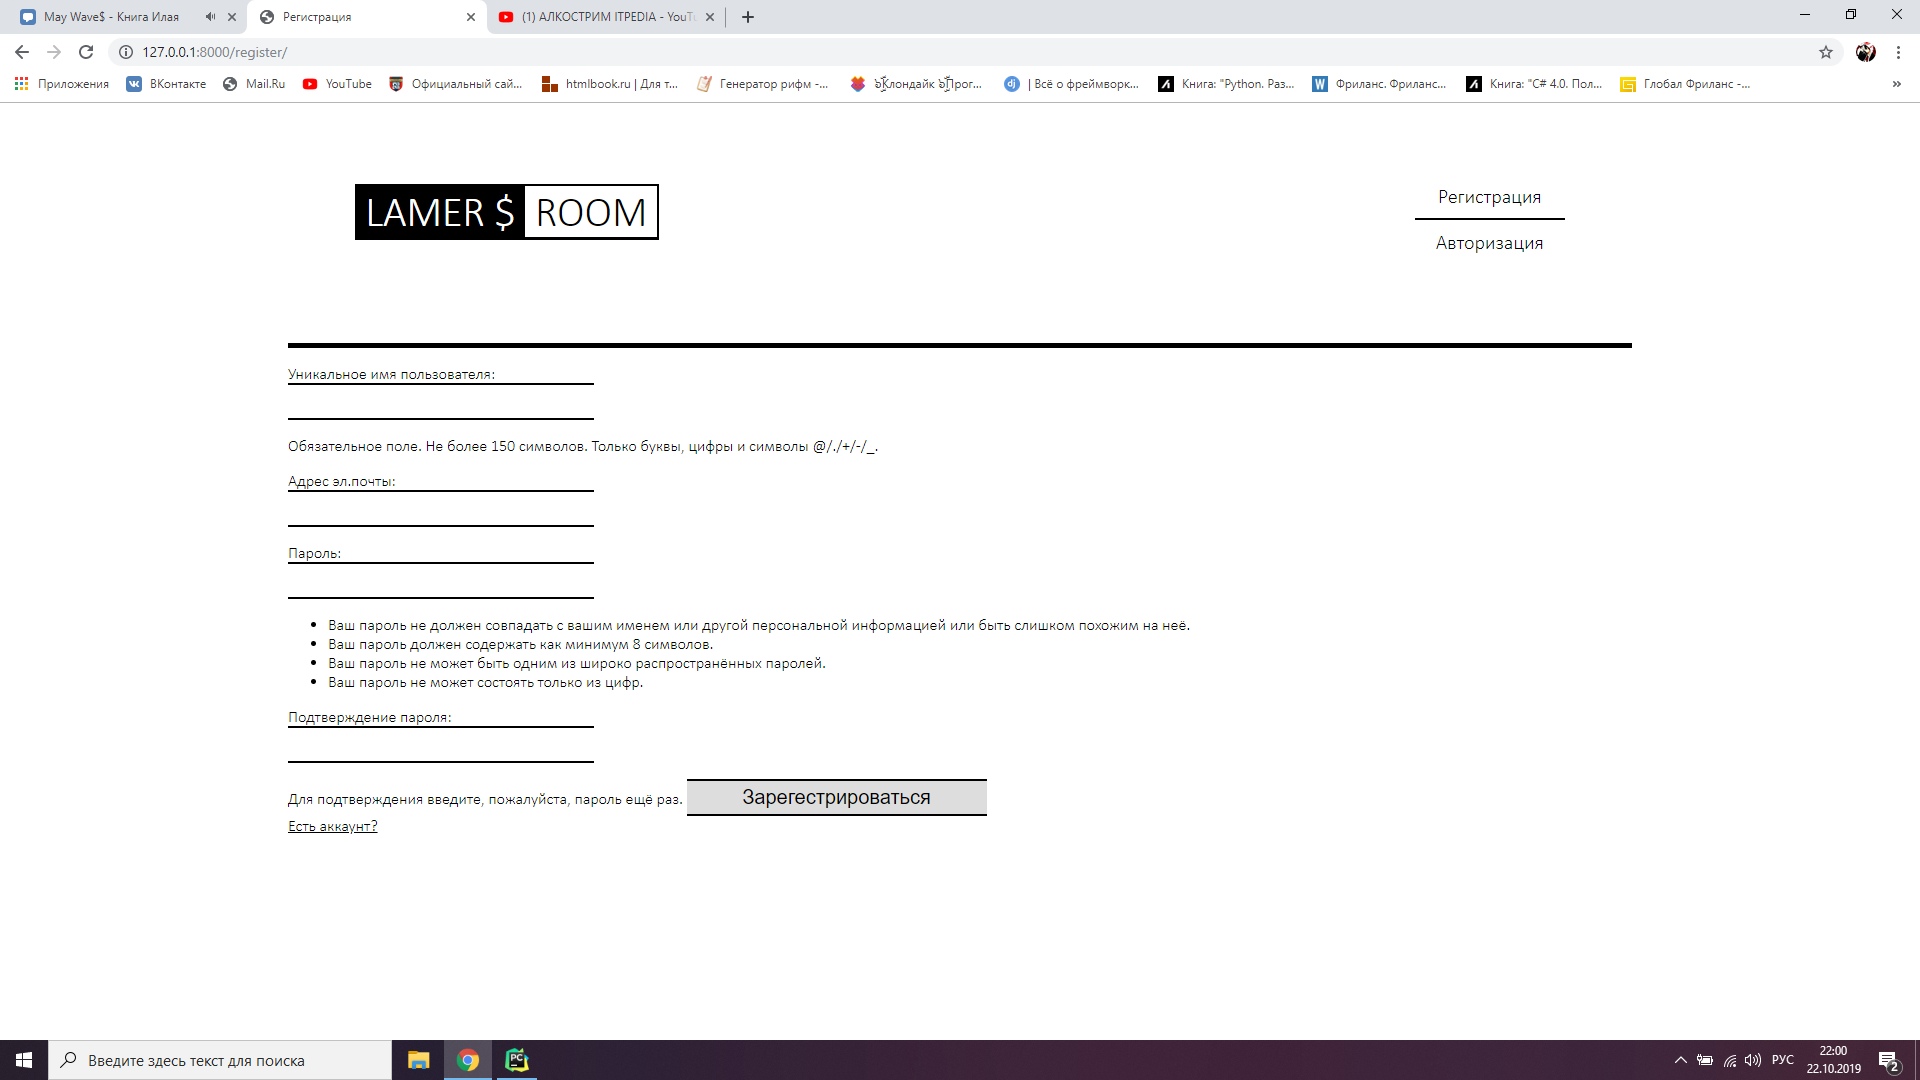 May Wave$ - Книга Илая
Регистрация
(1) АЛКОСТРИМ ITPEDIA - YouTu
127.0.0.1:8000/register/
Приложения
ВКонтакте
Mail.Ru
YouTube
Официальный сай...
htmlbook.ru | Для т...
Генератор рифм -...
Клондайк Прог...
| Всё о фреймворк...
Книга: "Python. Раз...
Фриланс. Фриланс...
Книга: "C# 4.0. Пол...
Глобал Фриланс -...
»
LAMER $ ROOM
Регистрация
Авторизация
Уникальное имя пользователя:
Обязательное поле. Не более 150 символов. Только буквы, цифры и символы @/./+/-/_.
Адрес эл.почты:
Пароль:
Ваш пароль не должен совпадать с вашим именем или другой персональной информацией или быть слишком похожим на неё.
Ваш пароль должен содержать как минимум 8 символов.
Ваш пароль не может быть одним из широко распространённых паролей.
Ваш пароль не может состоять только из цифр.
Подтверждение пароля:
Для подтверждения введите, пожалуйста, пароль ещё раз.
Зарегестрироваться
Есть аккаунт?
Введите здесь текст для поиска
PC
РУС
22:00
22.10.2019
2